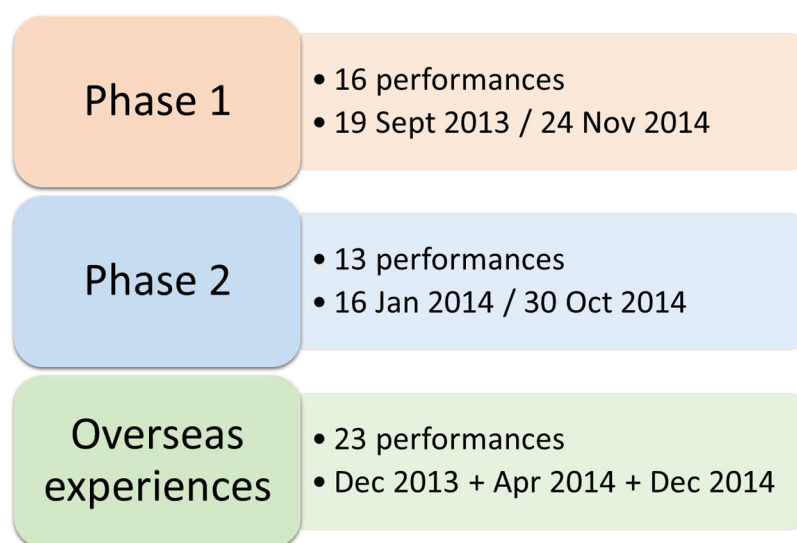 Phase 1
• 16 performances
• 19 Sept 2013 / 24 Nov 2014
Phase 2
• 13 performances
• 16 Jan 2014 / 30 Oct 2014
Overseas
experiences
• 23 performances
• Dec 2013 + Apr 2014 + Dec 2014